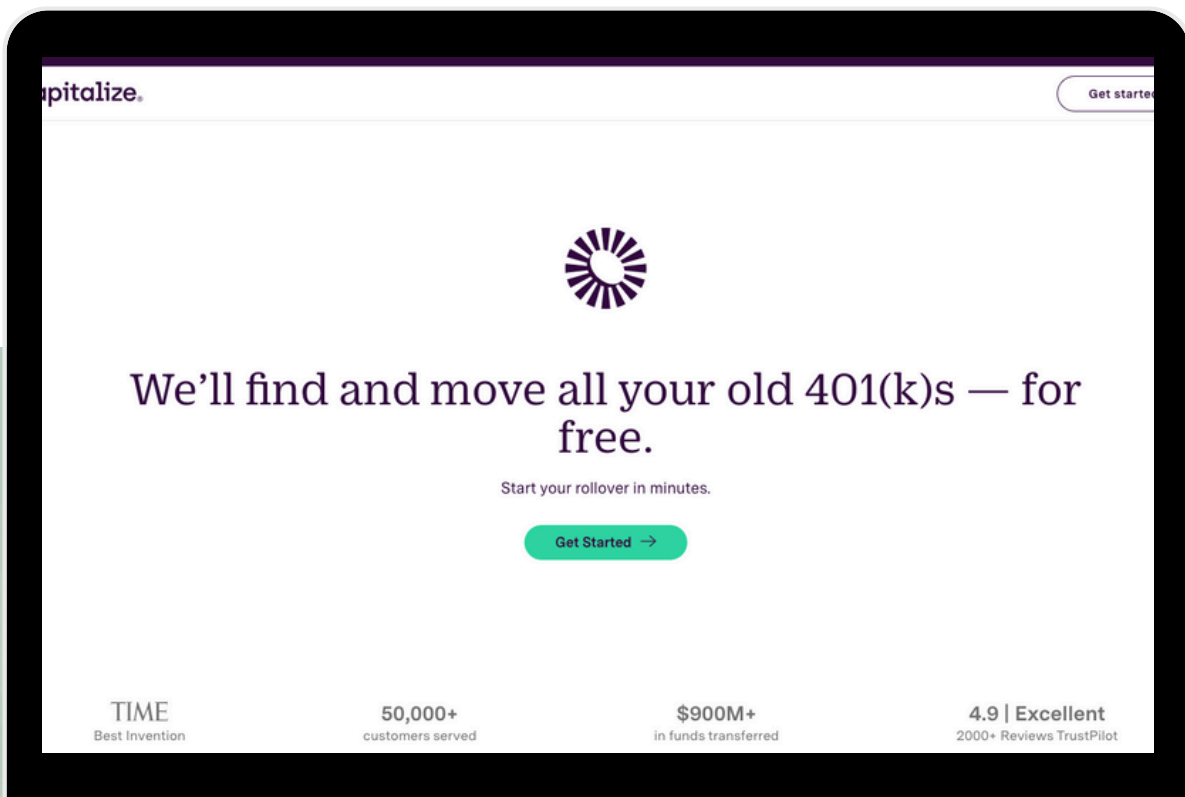 apitalize®
Get started
We’ll find and move all your old 401(k)s — for
free.
Start your rollover in minutes.
Get Started →
TIME
50,000+
$900M+
4.9 | Excellent
Best Invention
customers served
in funds transferred
2000+ Reviews TrustPilot